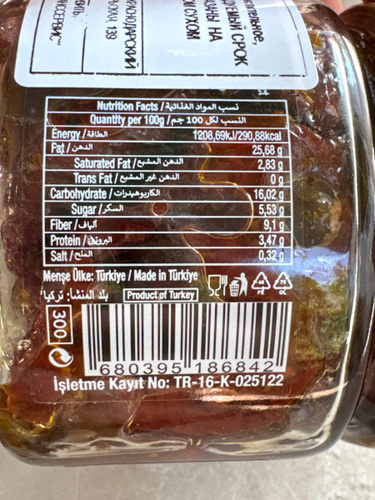 Nutrition Facts / نسب المواد الغذائية
Quantity per 100g / النسب لكل 100 جم
Energy / الطاقة 1208,69kJ/290,88kcal
Fat / الدهن 25,68 g
Saturated Fat / الدهن المشبع 2,83 g
Trans Fat / الدهن غير المشبع 0 g
Carbohydrate / الكاربوهيدرات 16,02 g
Sugar / السكر 5,53 g
Fiber / ألياف 9,1 g
Protein / البروتين 3,47 g
Salt / الملح 0,32 g
Menşe Ülke: Türkiye / Made in Türkiye
بلد المنشأ: تركيا Product of Turkey
300
680395 186842
İşletme Kayıt No: TR-16-K-025122